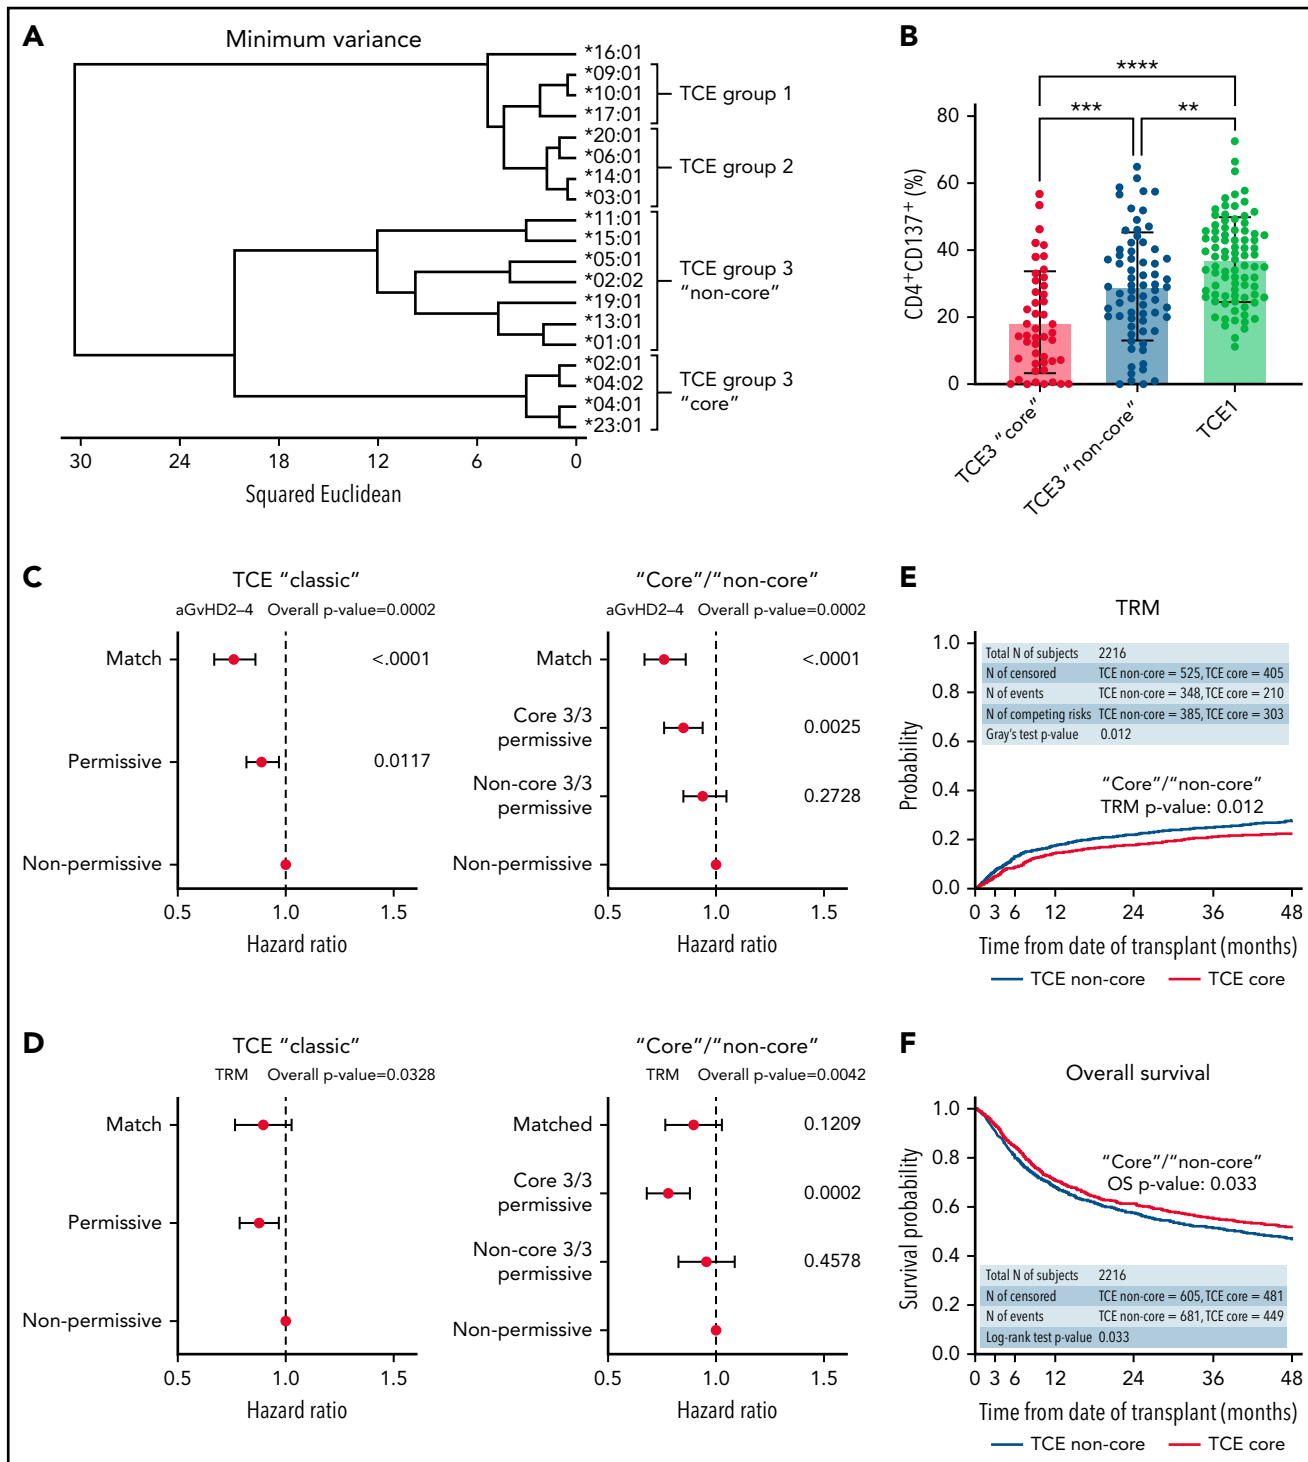 A
Minimum variance
*16:01
*09:01
*10:01
*17:01
TCE group 1
*20:01
*06:01
*14:01
*03:01
TCE group 2
*11:01
*15:01
*05:01
*02:02
*19:01
*13:01
*01:01
TCE group 3
“non-core”
*02:01
*04:02
*04:01
*23:01
TCE group 3
“core”
30 24 18 12 6 0
Squared Euclidean
B
****
*** **
80
60
40
20
0
CD4+CD137+ (%)
TCE3 “core”
TCE3 “non-core”
TCE1
C
TCE “classic”
aGvHD2–4 Overall p-value=0.0002
Match <.0001
Permissive 0.0117
Non-permissive
0.5 1.0 1.5
Hazard ratio
“Core”/“non-core”
aGvHD2–4 Overall p-value=0.0002
Match <.0001
Core 3/3
permissive 0.0025
Non-core 3/3
permissive 0.2728
Non-permissive
0.5 1.0 1.5
Hazard ratio
E
TRM
1.0
0.8
0.6
0.4
0.2
0.0
Probability
Total N of subjects 2216
N of censored TCE non-core = 525, TCE core = 405
N of events TCE non-core = 348, TCE core = 210
N of competing risks TCE non-core = 385, TCE core = 303
Gray's test p-value 0.012
“Core”/“non-core”
TRM p-value: 0.012
0 3 6 12 24 36 48
Time from date of transplant (months)
TCE non-core TCE core
D
TCE “classic”
TRM Overall p-value=0.0328
Match
Permissive
Non-permissive
0.5 1.0 1.5
Hazard ratio
“Core”/“non-core”
TRM Overall p-value=0.0042
Matched 0.1209
Core 3/3
permissive 0.0002
Non-core 3/3
permissive 0.4578
Non-permissive
0.5 1.0 1.5
Hazard ratio
F
Overall survival
1.0
0.8
0.6
0.4
0.2
0.0
Survival probability
“Core”/“non-core”
OS p-value: 0.033
Total N of subjects 2216
N of censored TCE non-core = 605, TCE core = 481
N of events TCE non-core = 681, TCE core = 449
Log-rank test p-value 0.033
0 3 6 12 24 36 48
Time from date of transplant (months)
TCE non-core TCE core